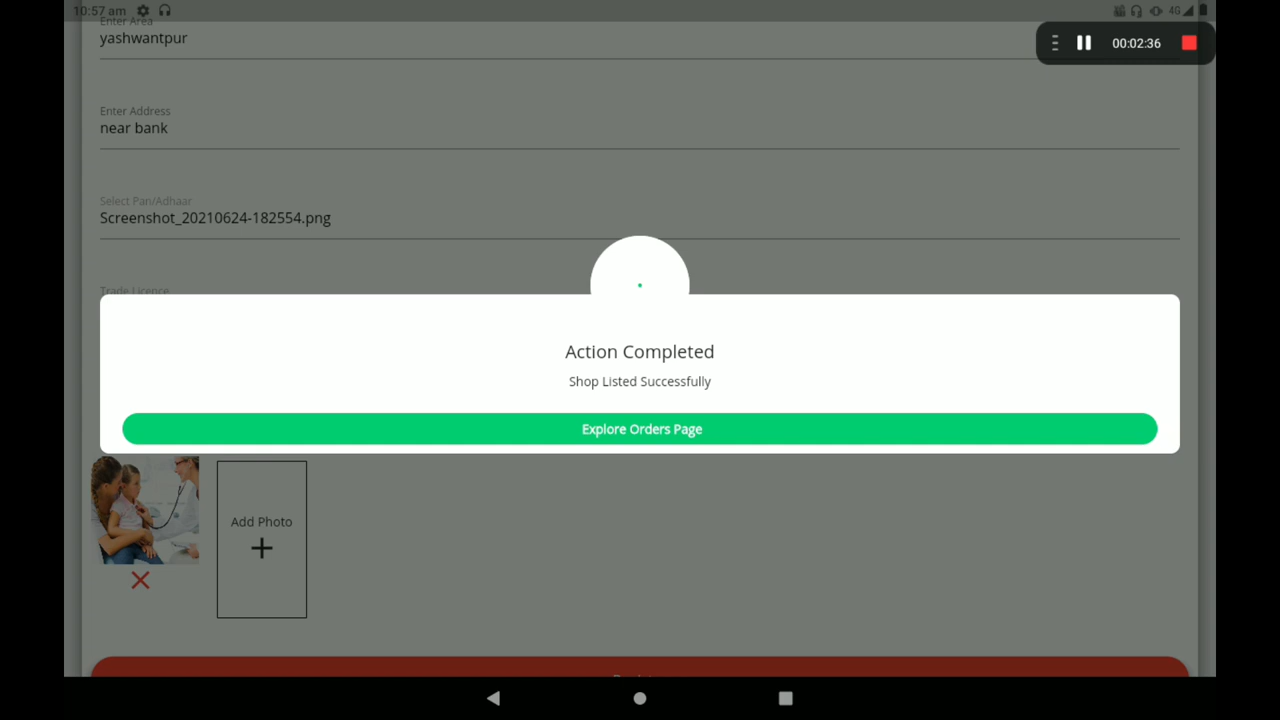 10:57 am
4G
00:02:36
Enter Area
yashwantpur
Enter Address
near bank
Select Pan/Adhaar
Screenshot_20210624-182554.png
Trade Licence
Action Completed
Shop Listed Successfully
Explore Orders Page
Add Photo